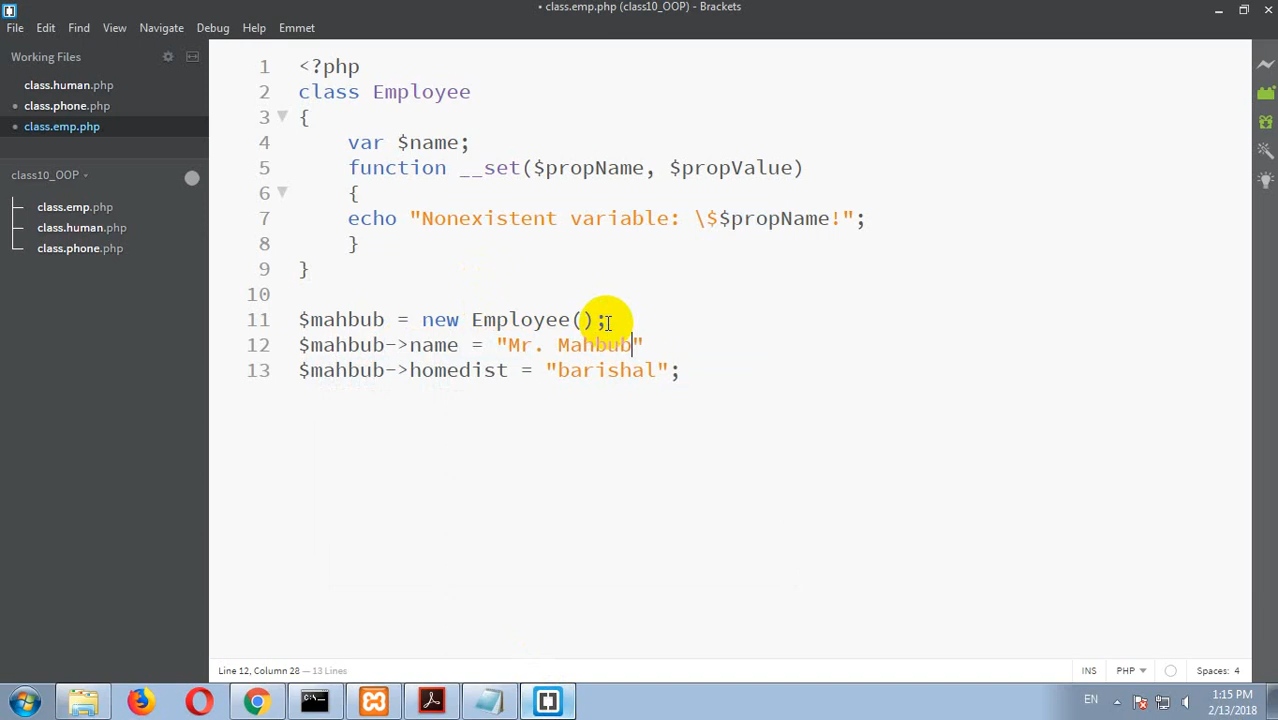 • class.emp.php (class10_OOP) - Brackets
File Edit Find View Navigate Debug Help Emmet
Working Files
class.human.php
class.phone.php
class.emp.php
class10_OOP
class.emp.php
class.human.php
class.phone.php
1 <?php
2 class Employee
3 {
4 var $name;
5 function __set($propName, $propValue)
6 {
7 echo "Nonexistent variable: \$$propName!";
8 }
9 }
10
11 $mahbub = new Employee();
12 $mahbub->name = "Mr. Mahbub"
13 $mahbub->homedist = "barishal";
Line 12, Column 28 — 13 Lines
INS PHP Spaces: 4
EN
1:15 PM
2/13/2018